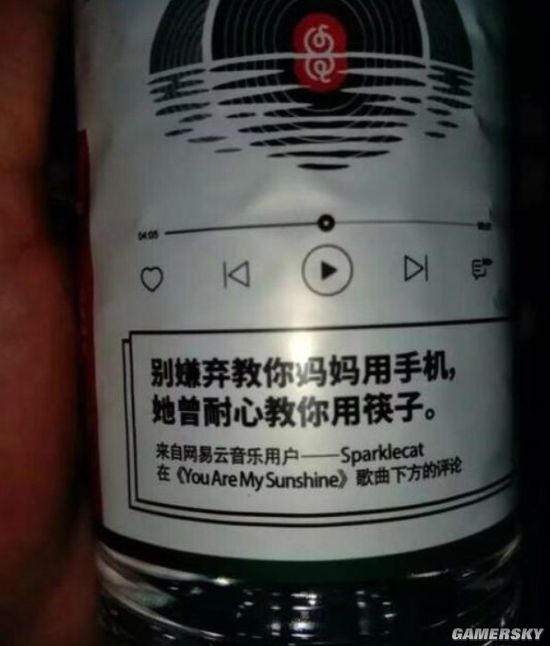 04:05
别嫌弃教你妈妈用手机，
她曾耐心教你用筷子。
来自网易云音乐用户——Sparklecat
在《You Are My Sunshine》歌曲下方的评论
GAMERSKY